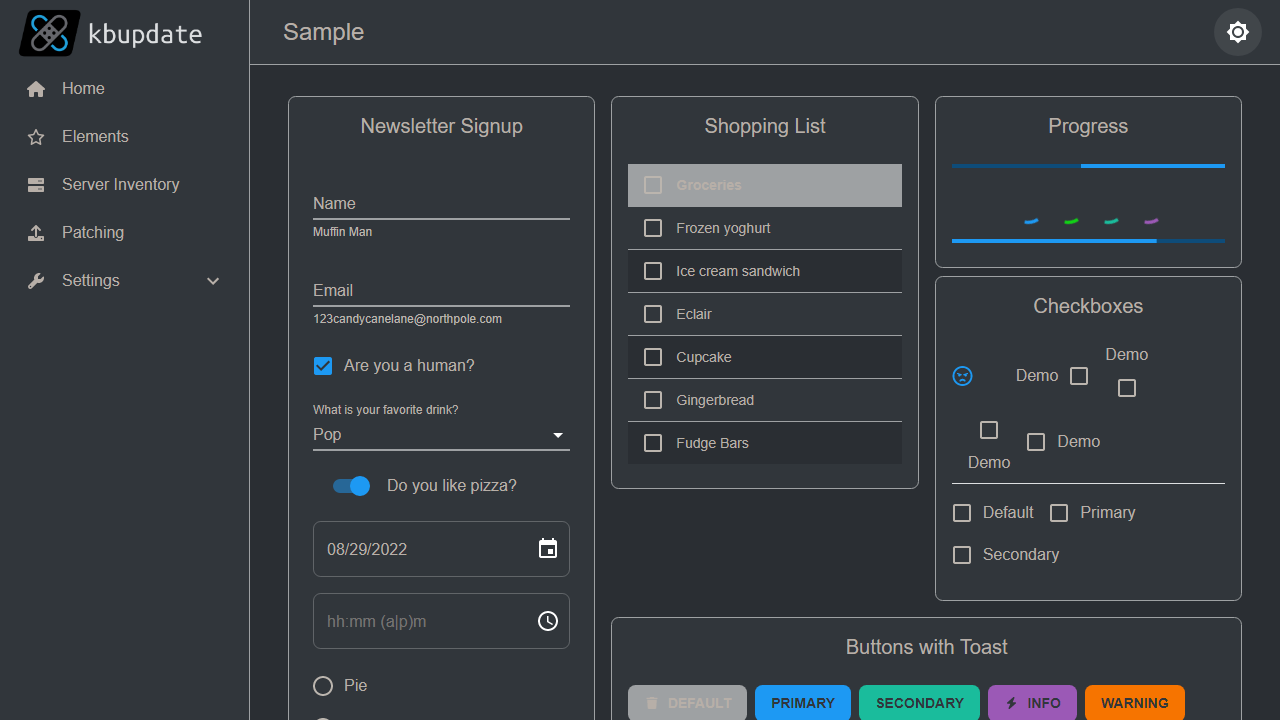 kbupdate
Home
Elements
Server Inventory
Patching
Settings
Sample
Newsletter Signup
Name
Muffin Man
Email
123candycanelane@northpole.com
Are you a human?
What is your favorite drink?
Pop
Do you like pizza?
08/29/2022
hh:mm (a|p)m
Pie
Shopping List
Groceries
Frozen yoghurt
Ice cream sandwich
Eclair
Cupcake
Gingerbread
Fudge Bars
Progress
Checkboxes
Demo
Demo
Demo
Demo
Default Primary
Secondary
Buttons with Toast
DEFAULT PRIMARY SECONDARY INFO WARNING